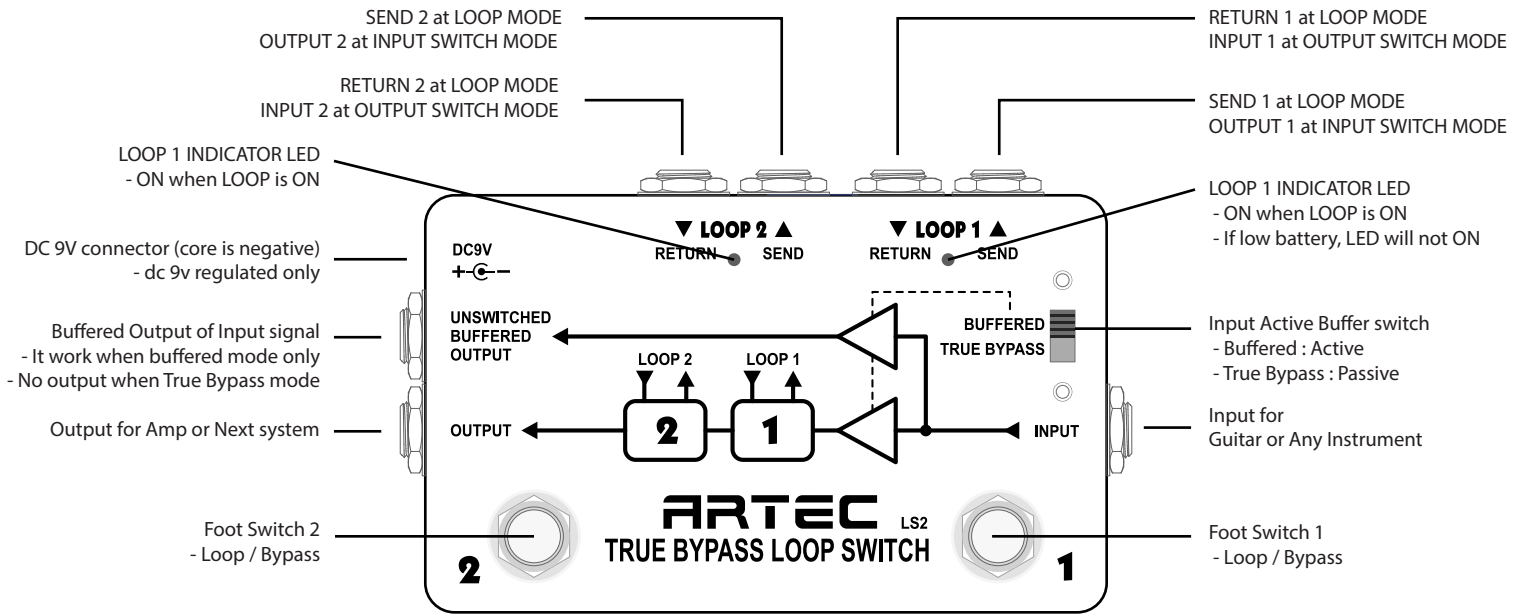 SEND 2 at LOOP MODE
OUTPUT 2 at INPUT SWITCH MODE
RETURN 2 at LOOP MODE
INPUT 2 at OUTPUT SWITCH MODE
LOOP 1 INDICATOR LED
- ON when LOOP is ON
DC 9V connector (core is negative)
- dc 9v regulated only
Buffered Output of Input signal
- It work when buffered mode only
- No output when True Bypass mode
Output for Amp or Next system
Foot Switch 2
- Loop / Bypass
RETURN 1 at LOOP MODE
INPUT 1 at OUTPUT SWITCH MODE
SEND 1 at LOOP MODE
OUTPUT 1 at INPUT SWITCH MODE
LOOP 1 INDICATOR LED
- ON when LOOP is ON
- If low battery, LED will not ON
Input Active Buffer switch
- Buffered : Active
- True Bypass : Passive
Input for
Guitar or Any Instrument
Foot Switch 1
- Loop / Bypass
▼ LOOP 2 ▲
RETURN SEND
▼ LOOP 1 ▲
RETURN SEND
DC9V
+ -
UNSWITCHED
BUFFERED
OUTPUT
BUFFERED
TRUE BYPASS
LOOP 2
LOOP 1
OUTPUT
2
1
INPUT
ARTEC LS2
TRUE BYPASS LOOP SWITCH
2
1